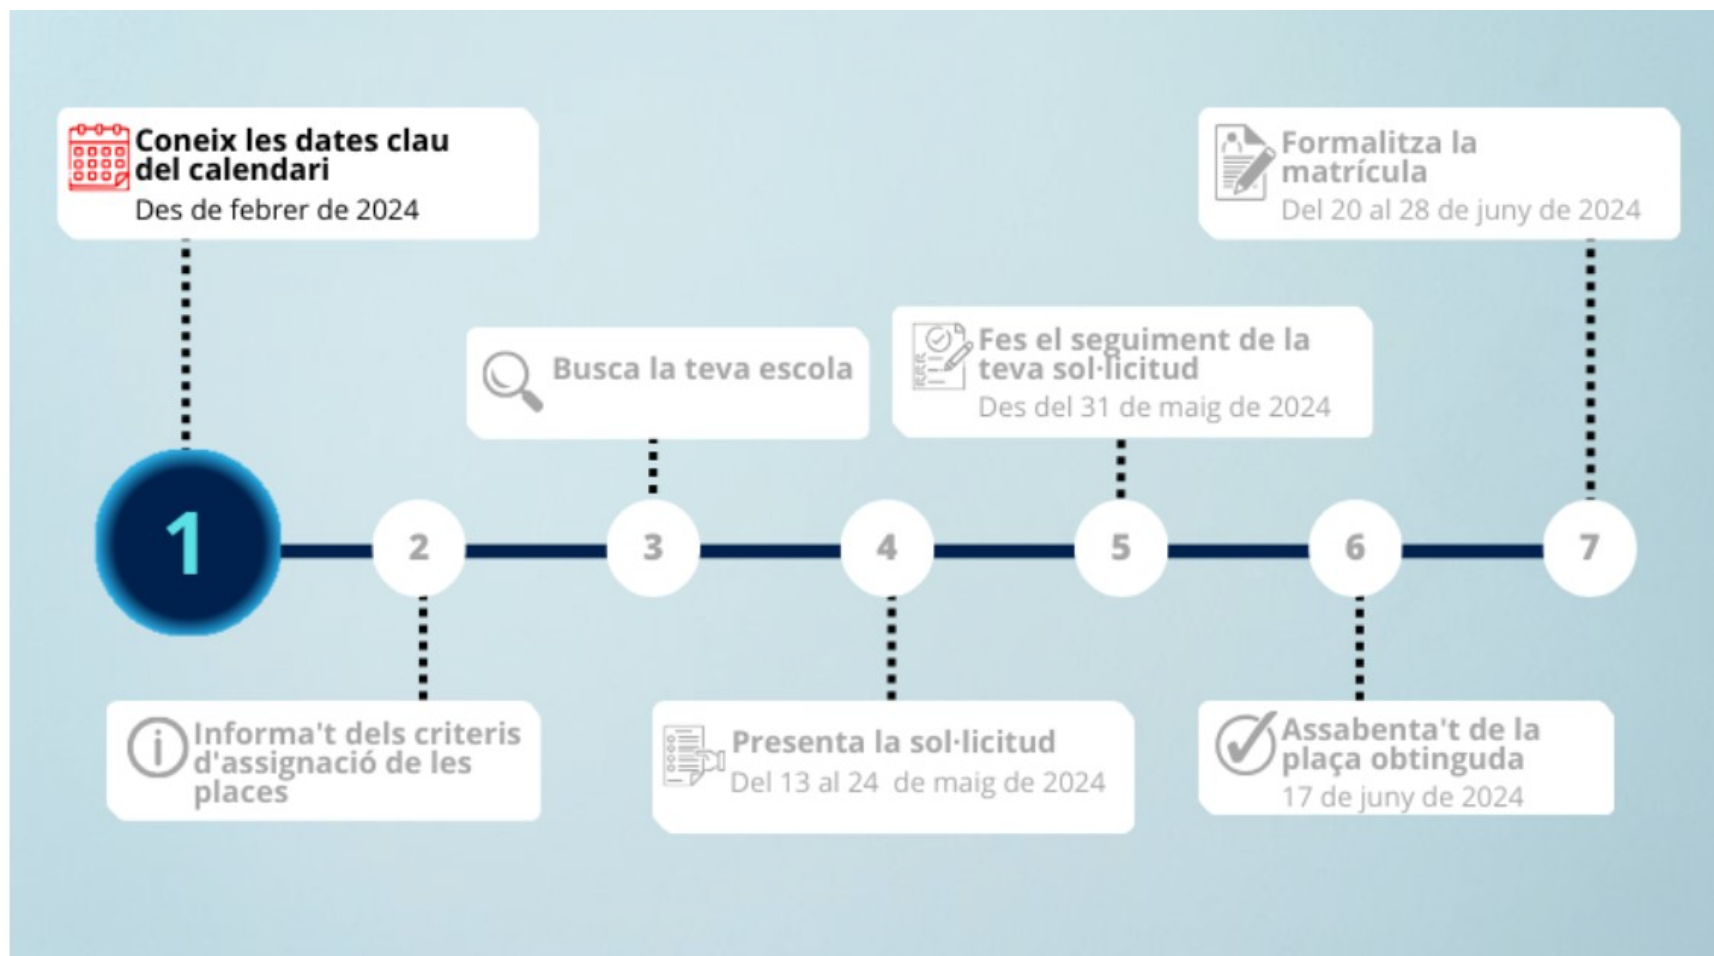 Coneix les dates clau
del calendari
Des de febrer de 2024
Formalitza la
matrícula
Del 20 al 28 de juny de 2024
Busca la teva escola
Fes el seguiment de la
teva sol·licitud
Des del 31 de maig de 2024
1
2
3
4
5
6
7
Informa't dels criteris
d'assignació de les
places
Presenta la sol·licitud
Del 13 al 24  de maig de 2024
Assabenta't de la
plaça obtinguda
17 de juny de 2024